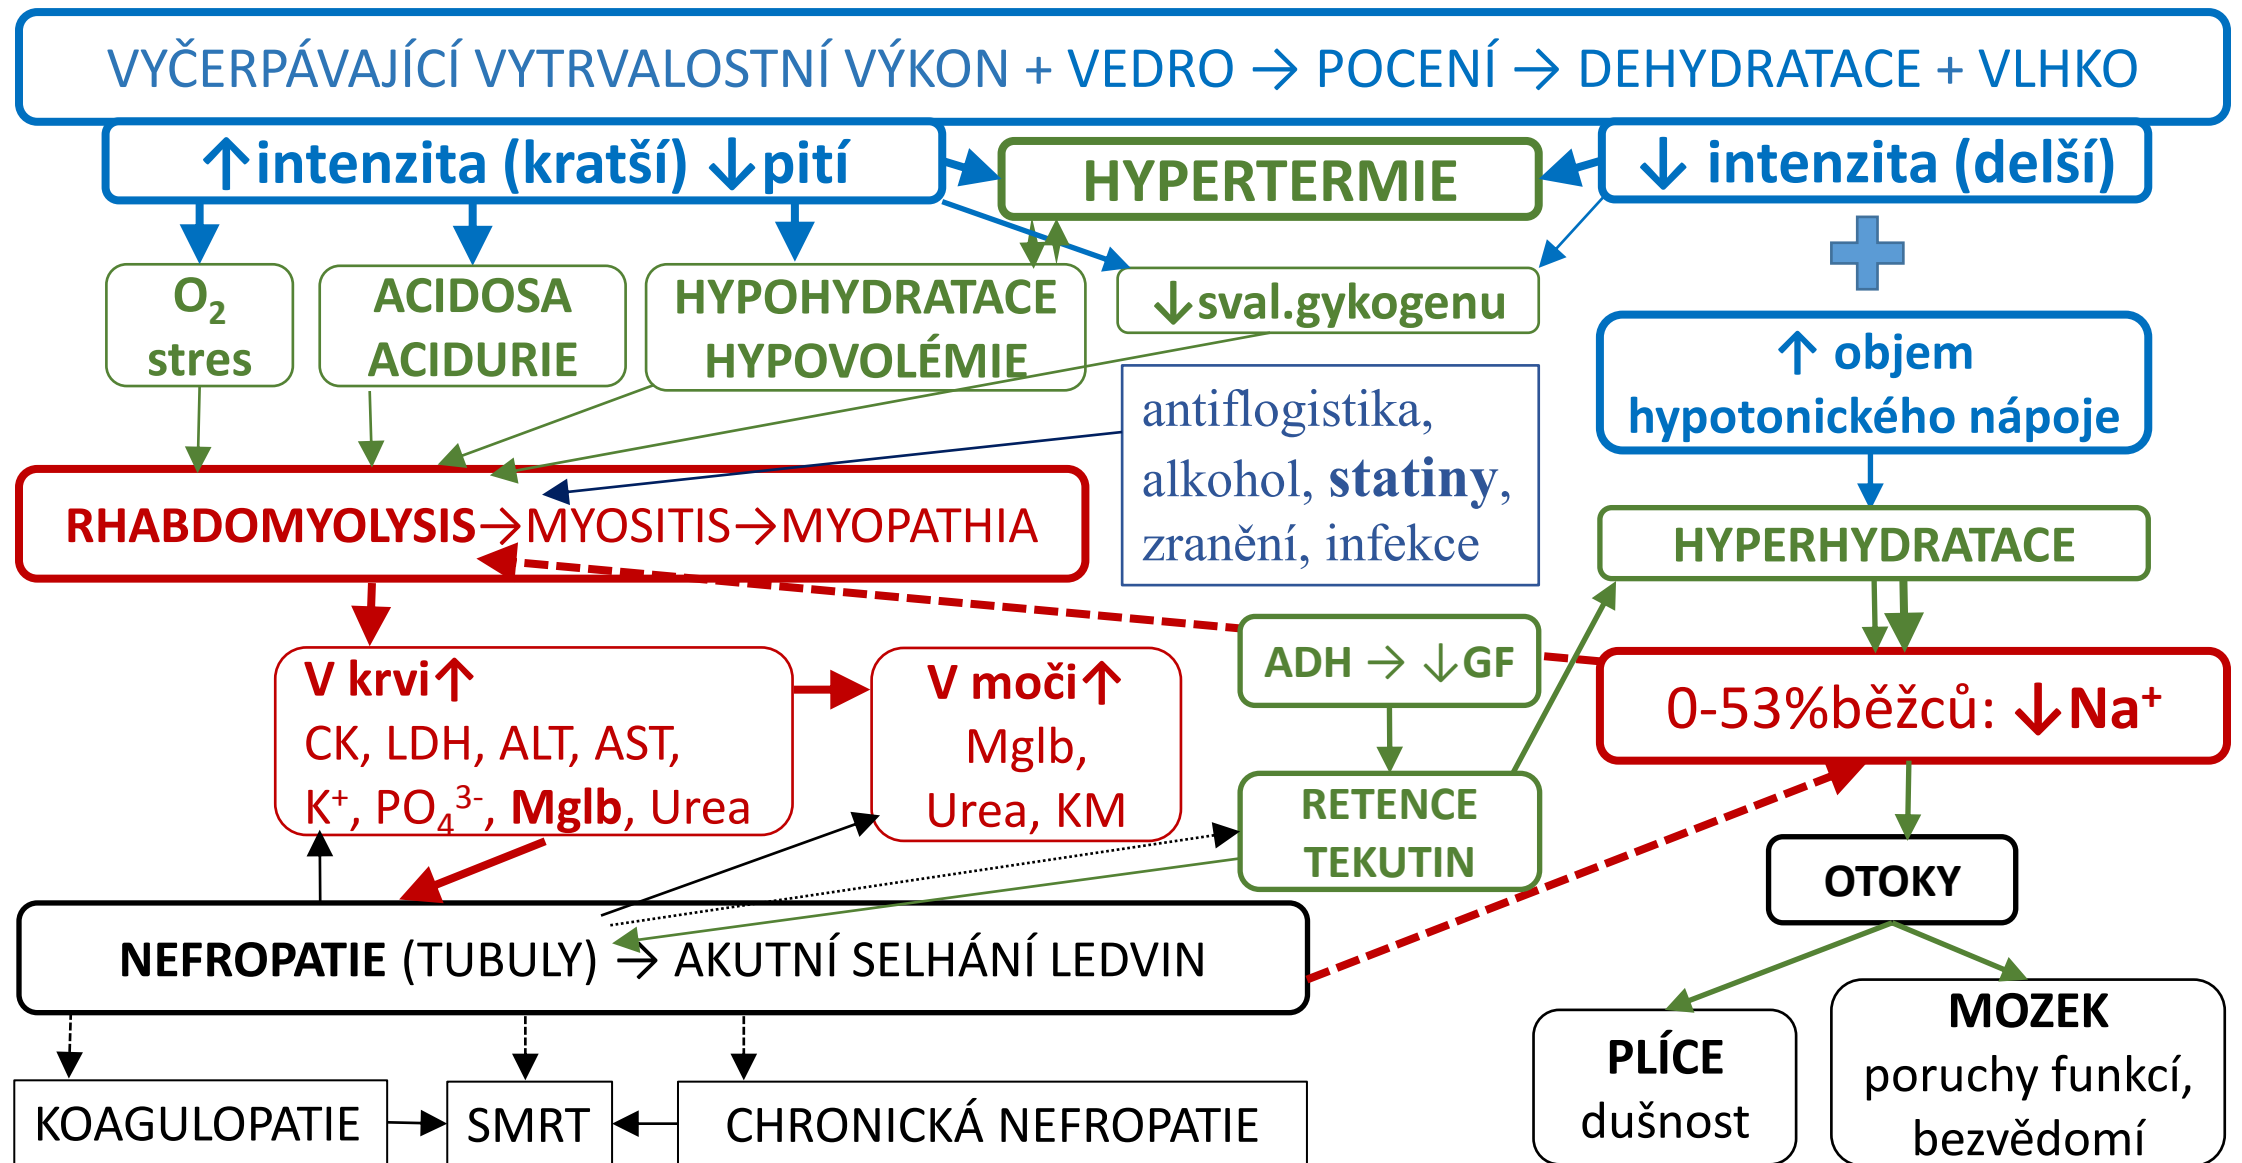 VYČERPÁVAJÍCÍ VYTRVALOSTNÍ VÝKON + VEDRO → POCENÍ → DEHYDRATACE + VLHKO
↑intenzita (kratší) ↓pití
HYPERTERMIE
↓ intenzita (delší)
O₂
stres
ACIDOSA
ACIDURIE
HYPOHYDRATACE
HYPOVOLÉMIE
↓sval.gykogenu
↑ objem
hypotonického nápoje
antiflogistika,
alkohol, statiny,
zranění, infekce
RHABDOMYOLYSIS→MYOSITIS→MYOPATHIA
HYPERHYDRATACE
ADH → ↓GF
0-53%běžců: ↓Na⁺
V krvi↑
CK, LDH, ALT, AST,
K⁺, PO₄³⁻, Mglb, Urea
V moči↑
Mglb,
Urea, KM
RETENCE
TEKUTIN
OTOKY
NEFROPATIE (TUBULY) → AKUTNÍ SELHÁNÍ LEDVIN
PLÍCE
dušnost
MOZEK
poruchy funkcí,
bezvědomí
KOAGULOPATIE
SMRT
CHRONICKÁ NEFROPATIE